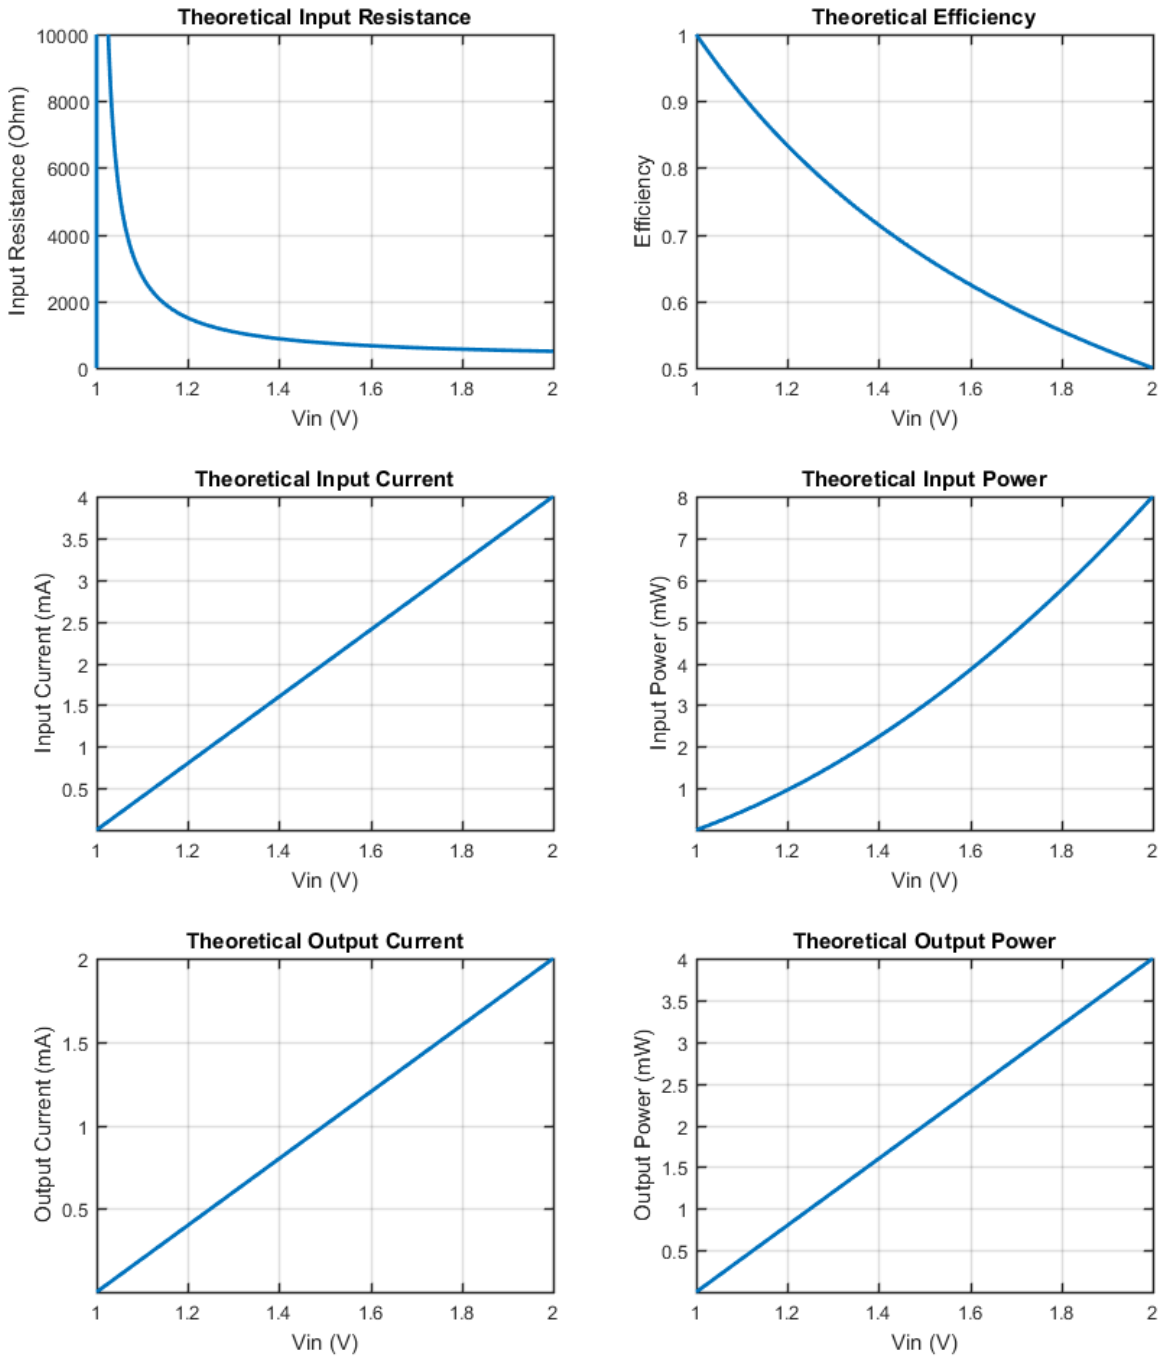 Theoretical Input Resistance
Input Resistance (Ohm)
10000
8000
6000
4000
2000
0
1 1.2 1.4 1.6 1.8 2
Vin (V)
Theoretical Efficiency
Efficiency
1
0.9
0.8
0.7
0.6
0.5
1 1.2 1.4 1.6 1.8 2
Vin (V)
Theoretical Input Current
Input Current (mA)
4
3.5
3
2.5
2
1.5
1
0.5
1 1.2 1.4 1.6 1.8 2
Vin (V)
Theoretical Input Power
Input Power (mW)
8
7
6
5
4
3
2
1
1 1.2 1.4 1.6 1.8 2
Vin (V)
Theoretical Output Current
Output Current (mA)
2
1.5
1
0.5
1 1.2 1.4 1.6 1.8 2
Vin (V)
Theoretical Output Power
Output Power (mW)
4
3.5
3
2.5
2
1.5
1
0.5
1 1.2 1.4 1.6 1.8 2
Vin (V)